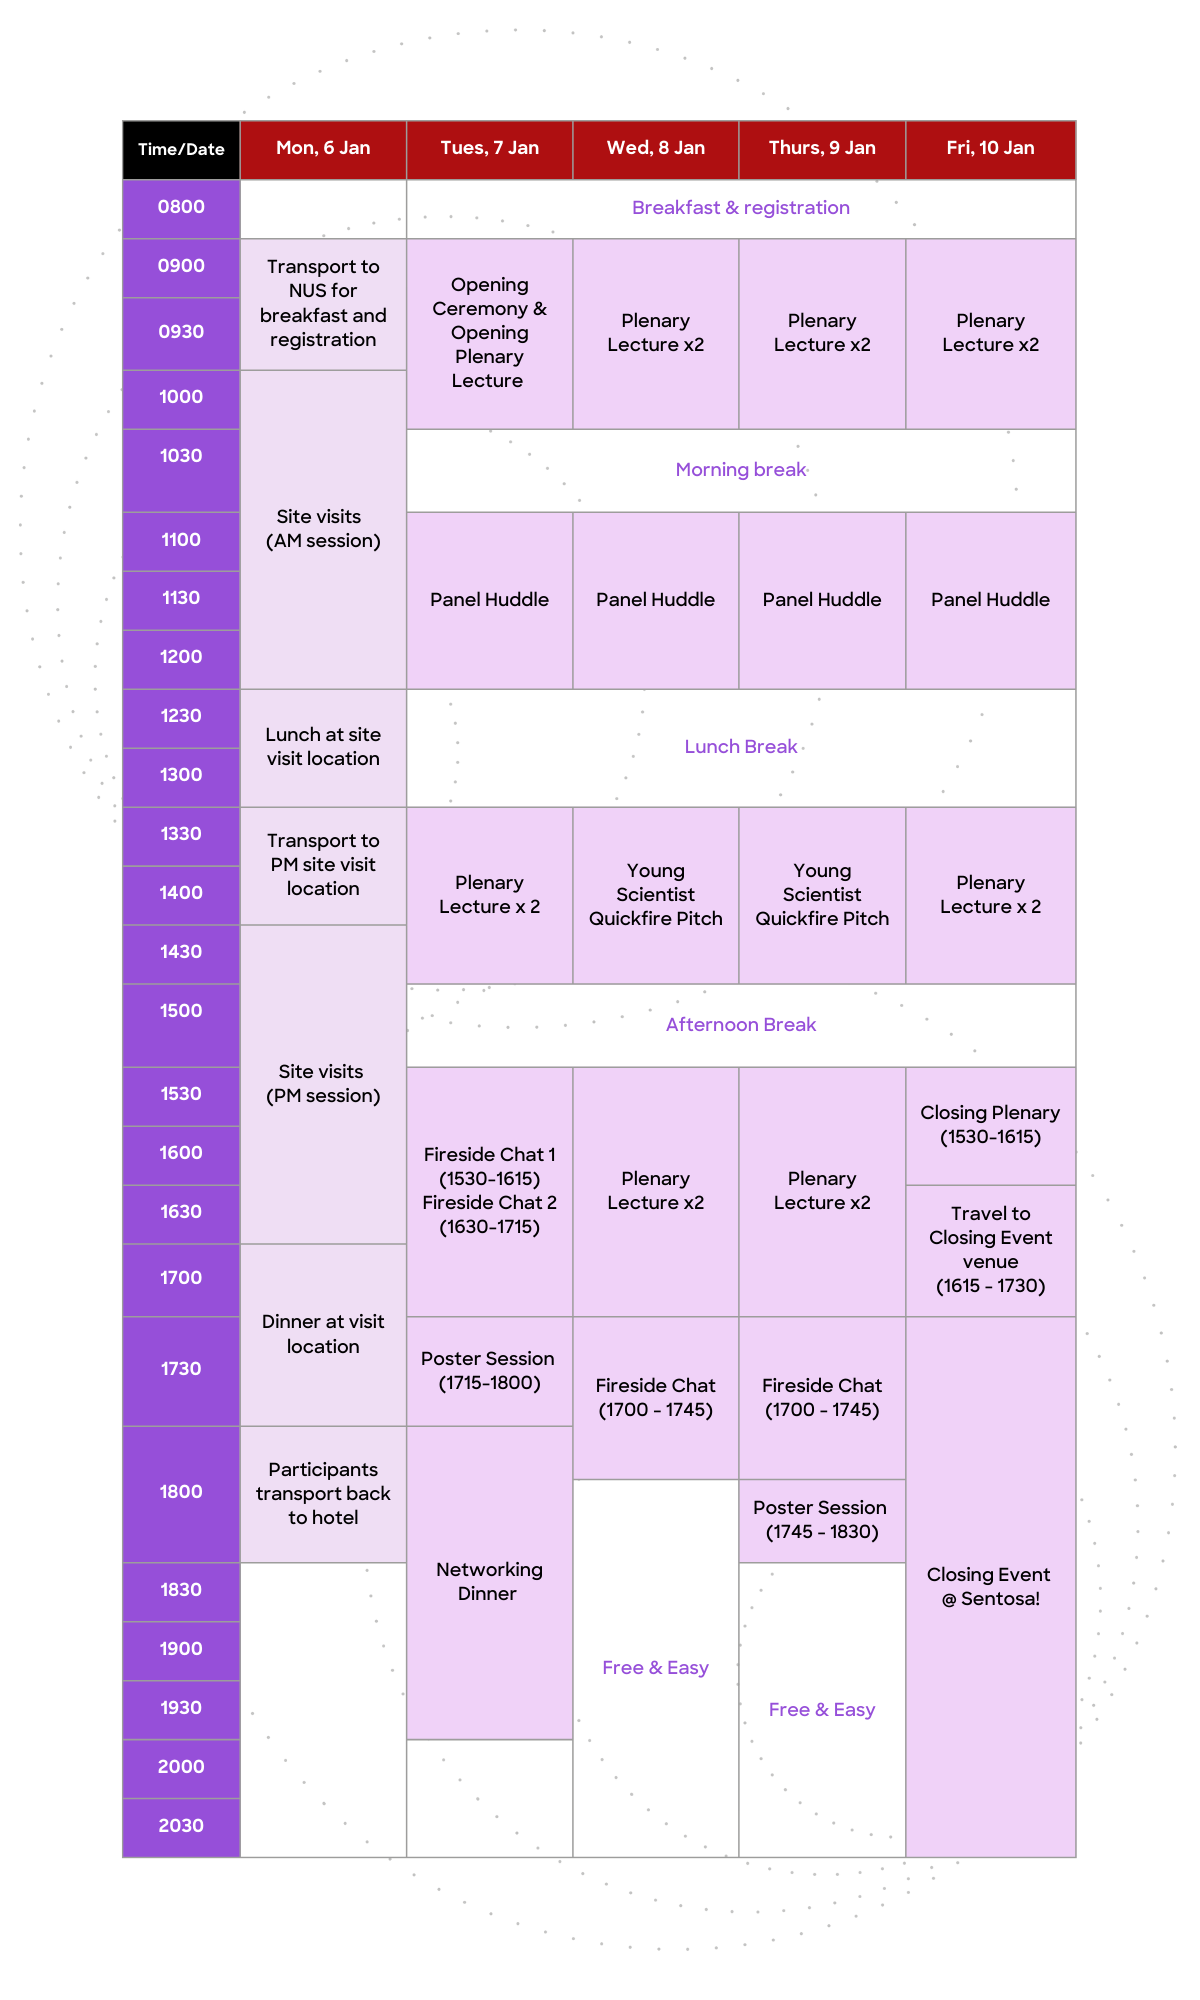 Time/Date
Mon, 6 Jan
Tues, 7 Jan
Wed, 8 Jan
Thurs, 9 Jan
Fri, 10 Jan
0800
Breakfast & registration
0900
0930
Transport to
NUS for
breakfast and
registration
Opening
Ceremony &
Opening
Plenary
Lecture
Plenary
Lecture x2
Plenary
Lecture x2
Plenary
Lecture x2
1000
Site visits
(AM session)
1030
Morning break
1100
1130
1200
Panel Huddle
Panel Huddle
Panel Huddle
Panel Huddle
1230
1300
Lunch at site
visit location
Lunch Break
1330
1400
Transport to
PM site visit
location
Plenary
Lecture x 2
Young
Scientist
Quickfire Pitch
Young
Scientist
Quickfire Pitch
Plenary
Lecture x 2
1430
Site visits
(PM session)
1500
Afternoon Break
1530
1600
1630
Fireside Chat 1
(1530-1615)
Fireside Chat 2
(1630-1715)
Plenary
Lecture x2
Plenary
Lecture x2
Closing Plenary
(1530-1615)
Travel to
Closing Event
venue
(1615 - 1730)
1700
Dinner at visit
location
1730
Poster Session
(1715-1800)
Fireside Chat
(1700 - 1745)
Fireside Chat
(1700 - 1745)
Closing Event
@ Sentosa!
1800
Participants
transport back
to hotel
Networking
Dinner
Poster Session
(1745 - 1830)
Free & Easy
Free & Easy
1830
1900
1930
2000
2030